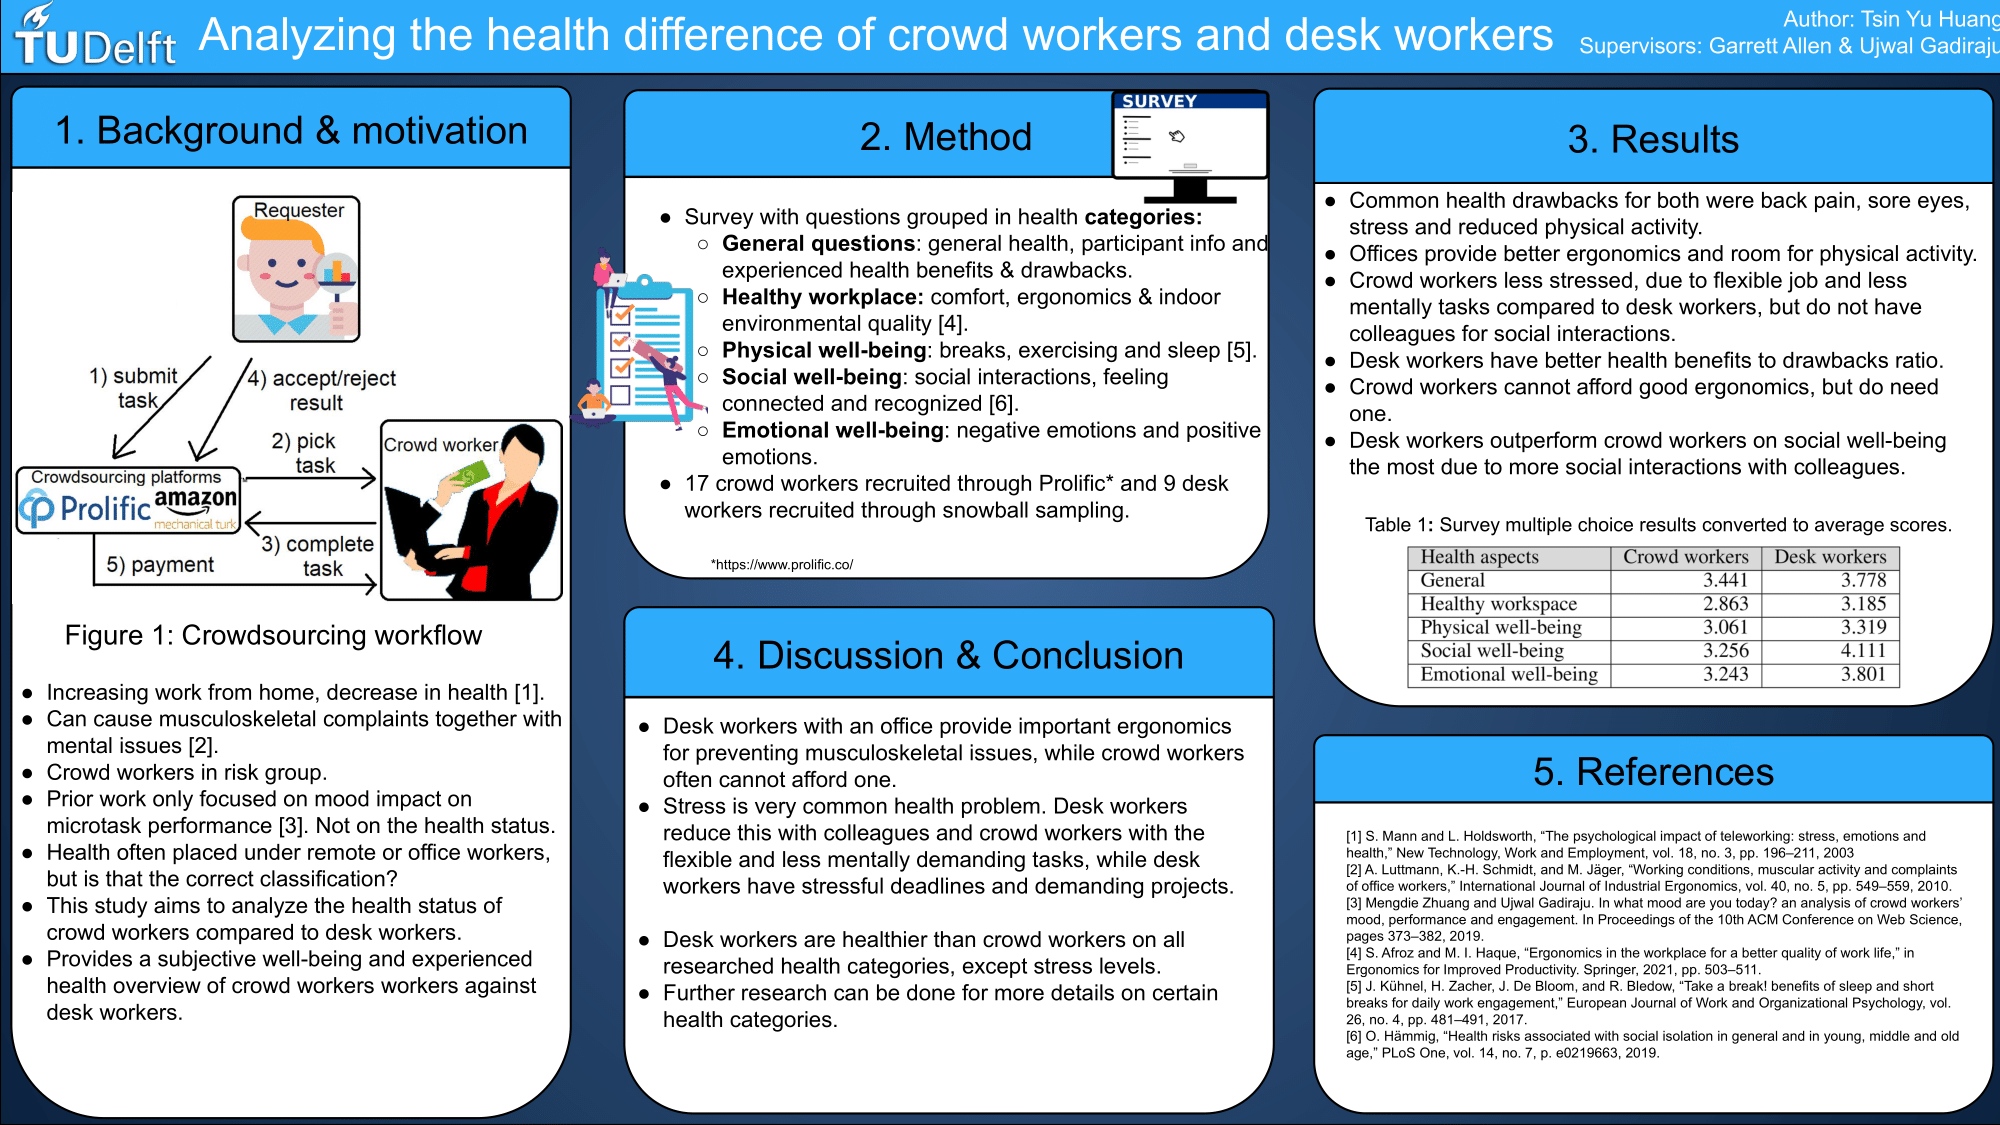 TUDelft
Analyzing the health difference of crowd workers and desk workers
Author: Tsin Yu Huang
Supervisors: Garrett Allen & Ujwal Gadiraju
1. Background & motivation
Requester
1) submit
task
4) accept/reject
result
2) pick
task
Crowd worker
Crowdsourcing platforms
Prolific
amazon
mechanical turk
3) complete
task
5) payment
Figure 1: Crowdsourcing workflow
● Increasing work from home, decrease in health [1].
● Can cause musculoskeletal complaints together with
mental issues [2].
● Crowd workers in risk group.
● Prior work only focused on mood impact on
microtask performance [3]. Not on the health status.
● Health often placed under remote or office workers,
but is that the correct classification?
● This study aims to analyze the health status of
crowd workers compared to desk workers.
● Provides a subjective well-being and experienced
health overview of crowd workers workers against
desk workers.
2. Method
SURVEY
● Survey with questions grouped in health categories:
○ General questions: general health, participant info and
experienced health benefits & drawbacks.
○ Healthy workplace: comfort, ergonomics & indoor
environmental quality [4].
○ Physical well-being: breaks, exercising and sleep [5].
○ Social well-being: social interactions, feeling
connected and recognized [6].
○ Emotional well-being: negative emotions and positive
emotions.
● 17 crowd workers recruited through Prolific* and 9 desk
workers recruited through snowball sampling.
*https://www.prolific.co/
3. Results
● Common health drawbacks for both were back pain, sore eyes,
stress and reduced physical activity.
● Offices provide better ergonomics and room for physical activity.
● Crowd workers less stressed, due to flexible job and less
mentally tasks compared to desk workers, but do not have
colleagues for social interactions.
● Desk workers have better health benefits to drawbacks ratio.
● Crowd workers cannot afford good ergonomics, but do need
one.
● Desk workers outperform crowd workers on social well-being
the most due to more social interactions with colleagues.
Table 1: Survey multiple choice results converted to average scores.
Health aspects Crowd workers Desk workers
General 3.441 3.778
Healthy workspace 2.863 3.185
Physical well-being 3.061 3.319
Social well-being 3.256 4.111
Emotional well-being 3.243 3.801
4. Discussion & Conclusion
● Desk workers with an office provide important ergonomics
for preventing musculoskeletal issues, while crowd workers
often cannot afford one.
● Stress is very common health problem. Desk workers
reduce this with colleagues and crowd workers with the
flexible and less mentally demanding tasks, while desk
workers have stressful deadlines and demanding projects.
● Desk workers are healthier than crowd workers on all
researched health categories, except stress levels.
● Further research can be done for more details on certain
health categories.
5. References
[1] S. Mann and L. Holdsworth, “The psychological impact of teleworking: stress, emotions and
health,” New Technology, Work and Employment, vol. 18, no. 3, pp. 196–211, 2003
[2] A. Luttmann, K.-H. Schmidt, and M. Jäger, “Working conditions, muscular activity and complaints
of office workers,” International Journal of Industrial Ergonomics, vol. 40, no. 5, pp. 549–559, 2010.
[3] Mengdie Zhuang and Ujwal Gadiraju. In what mood are you today? an analysis of crowd workers’
mood, performance and engagement. In Proceedings of the 10th ACM Conference on Web Science,
pages 373–382, 2019.
[4] S. Afroz and M. I. Haque, “Ergonomics in the workplace for a better quality of work life,” in
Ergonomics for Improved Productivity. Springer, 2021, pp. 503–511.
[5] J. Kühnel, H. Zacher, J. De Bloom, and R. Bledow, “Take a break! benefits of sleep and short
breaks for daily work engagement,” European Journal of Work and Organizational Psychology, vol.
26, no. 4, pp. 481–491, 2017.
[6] O. Hämmig, “Health risks associated with social isolation in general and in young, middle and old
age,” PLoS One, vol. 14, no. 7, p. e0219663, 2019.